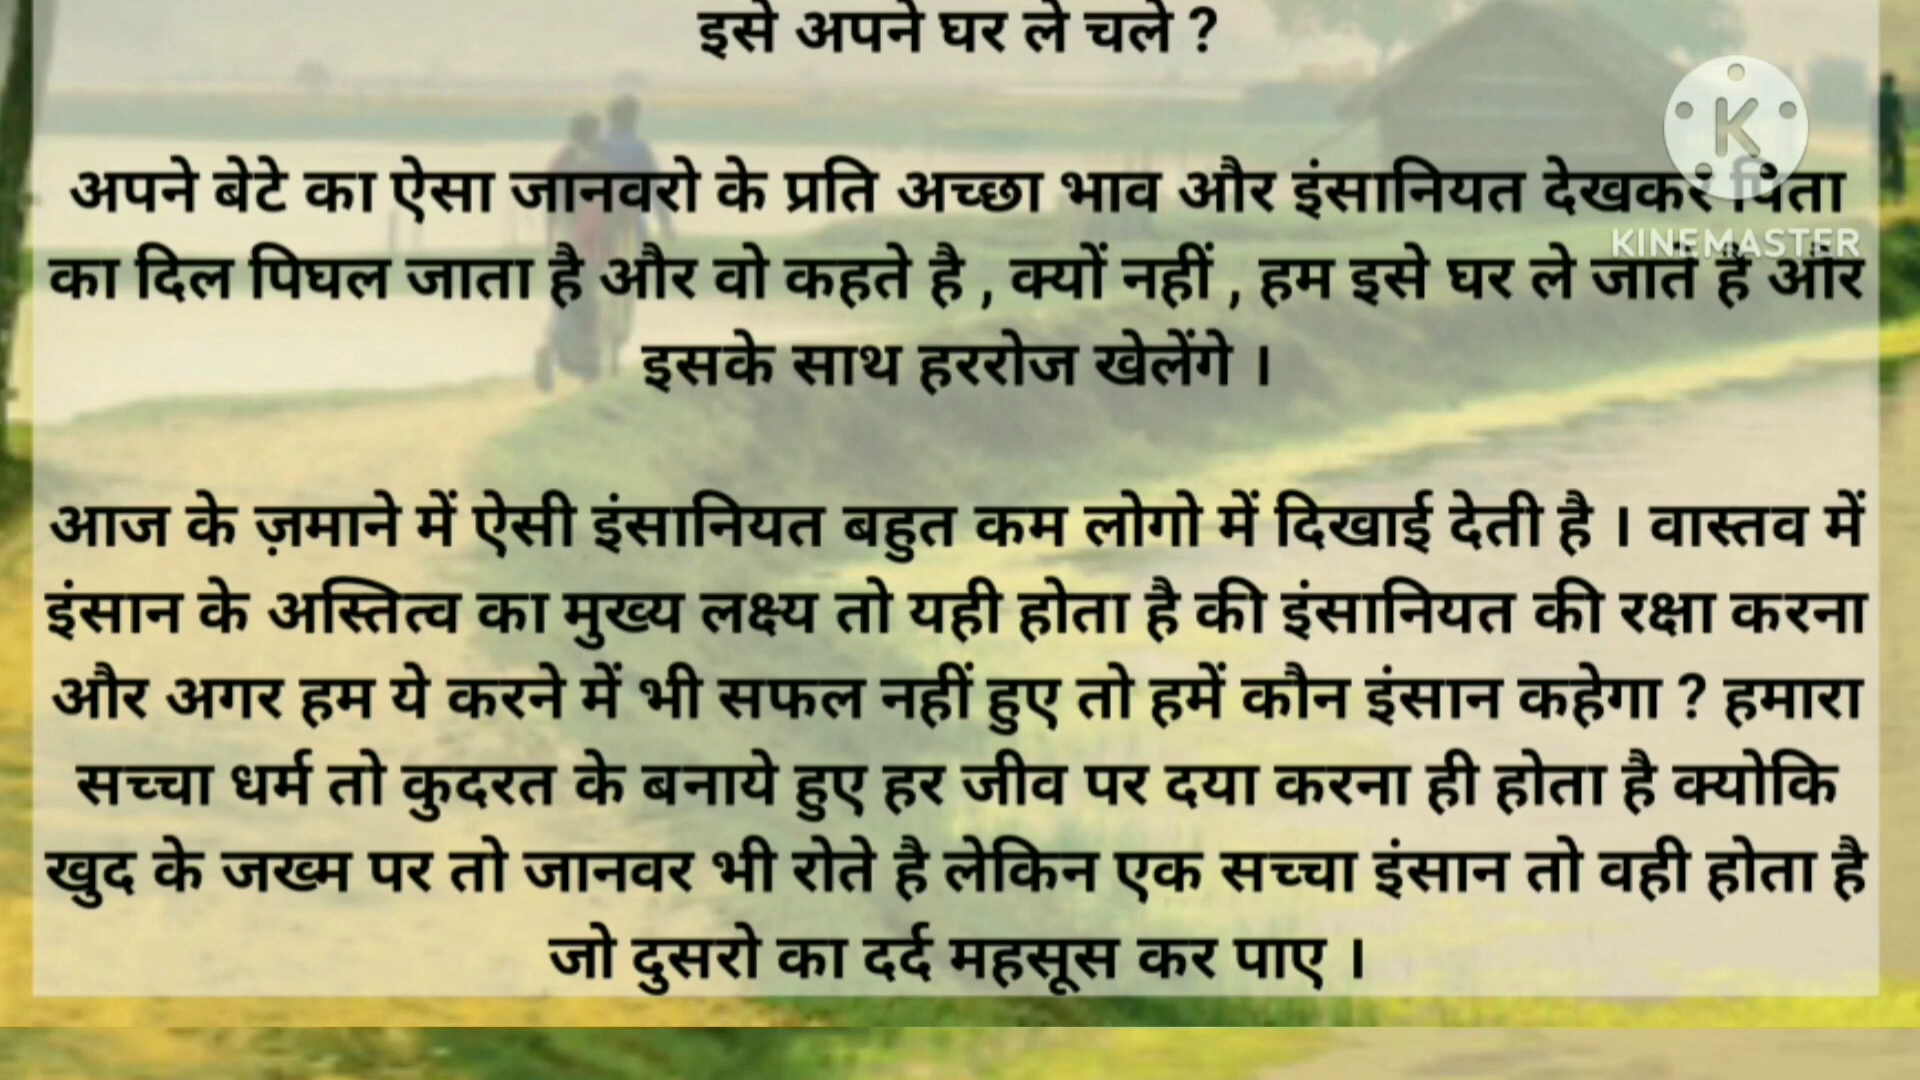 इसे अपने घर ले चले ?
K
KINEMASTER
अपने बेटे का ऐसा जानवरो के प्रति अच्छा भाव और इंसानियत देखकर पिता
का दिल पिघल जाता है और वो कहते है , क्यों नहीं , हम इसे घर ले जाते है और
इसके साथ हररोज खेलेंगे ।
आज के ज़माने में ऐसी इंसानियत बहुत कम लोगो में दिखाई देती है । वास्तव में
इंसान के अस्तित्व का मुख्य लक्ष्य तो यही होता है की इंसानियत की रक्षा करना
और अगर हम ये करने में भी सफल नहीं हुए तो हमें कौन इंसान कहेगा ? हमारा
सच्चा धर्म तो कुदरत के बनाये हुए हर जीव पर दया करना ही होता है क्योकि
खुद के जख्म पर तो जानवर भी रोते है लेकिन एक सच्चा इंसान तो वही होता है
जो दुसरो का दर्द महसूस कर पाए ।